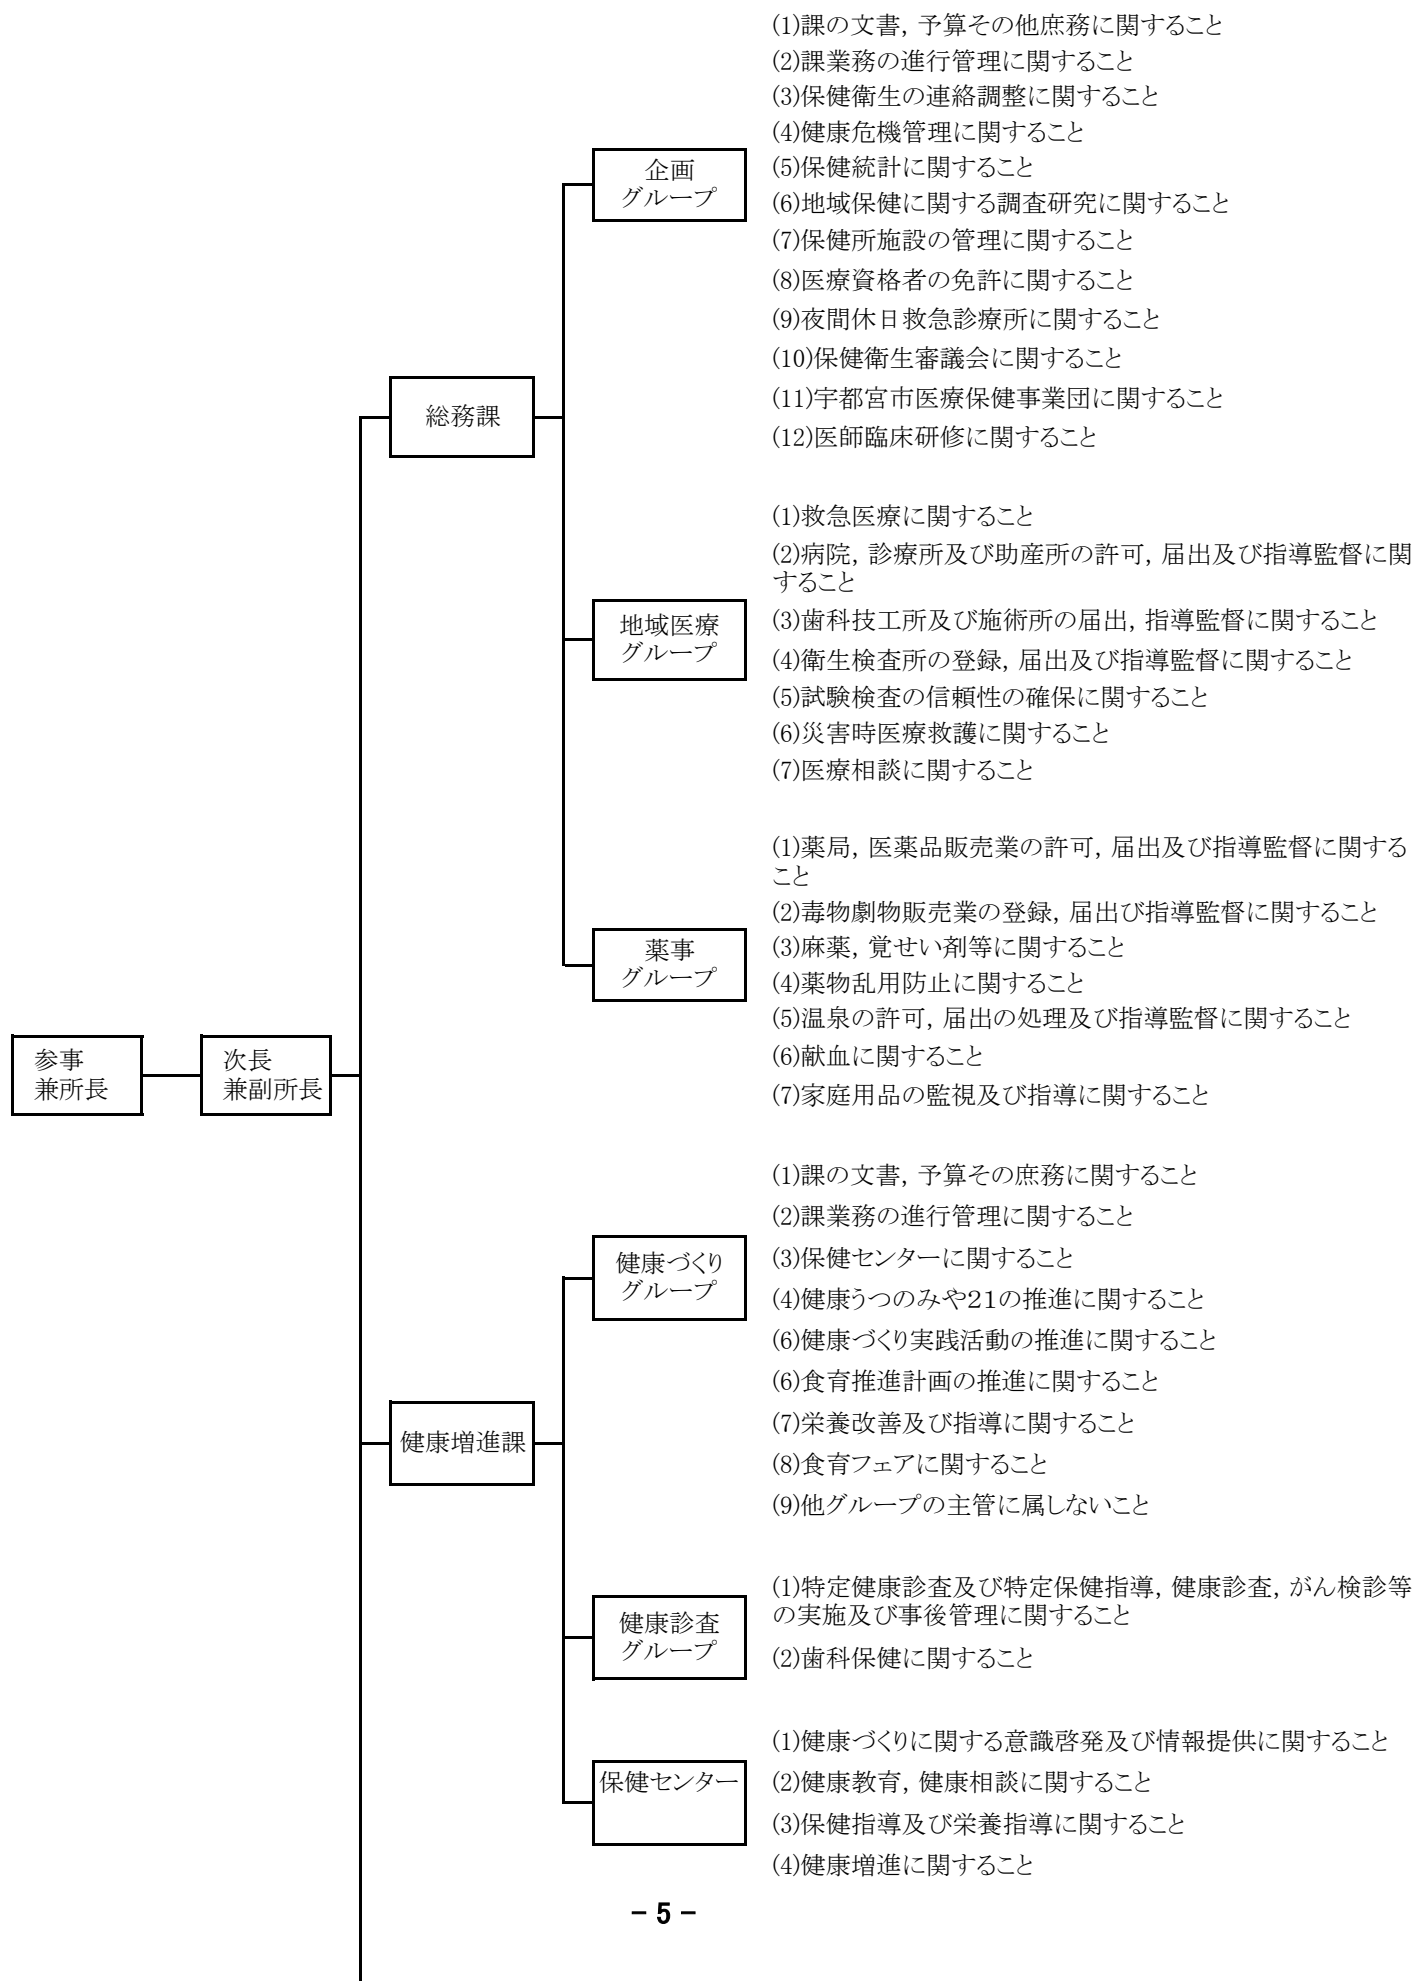 (1)課の文書，予算その他庶務に関すること
(2)課業務の進行管理に関すること
(3)保健衛生の連絡調整に関すること
(4)健康危機管理に関すること
企画
グループ
(5)保健統計に関すること
(6)地域保健に関する調査研究に関すること
(7)保健所施設の管理に関すること
(8)医療資格者の免許に関すること
(9)夜間休日救急診療所に関すること
(10)保健衛生審議会に関すること
総務課
(11)宇都宮市医療保健事業団に関すること
(12)医師臨床研修に関すること
(1)救急医療に関すること
(2)病院，診療所及び助産所の許可，届出及び指導監督に関
すること
地域医療
グループ
(3)歯科技工所及び施術所の届出，指導監督に関すること
(4)衛生検査所の登録，届出及び指導監督に関すること
(5)試験検査の信頼性の確保に関すること
(6)災害時医療救護に関すること
(7)医療相談に関すること
(1)薬局，医薬品販売業の許可，届出及び指導監督に関する
こと
(2)毒物劇物販売業の登録，届出び指導監督に関すること
薬事
グループ
(3)麻薬，覚せい剤等に関すること
(4)薬物乱用防止に関すること
(5)温泉の許可，届出の処理及び指導監督に関すること
参事
兼所長
次長
兼副所長
(6)献血に関すること
(7)家庭用品の監視及び指導に関すること
(1)課の文書，予算その庶務に関すること
(2)課業務の進行管理に関すること
健康づくり
グループ
(3)保健センターに関すること
(4)健康うつのみや２１の推進に関すること
(6)健康づくり実践活動の推進に関すること
(6)食育推進計画の推進に関すること
健康増進課
(7)栄養改善及び指導に関すること
(8)食育フェアに関すること
(9)他グループの主管に属しないこと
(1)特定健康診査及び特定保健指導，健康診査，がん検診等
の実施及び事後管理に関すること
健康診査
グループ
(2)歯科保健に関すること
(1)健康づくりに関する意識啓発及び情報提供に関すること
保健センター
(2)健康教育，健康相談に関すること
(3)保健指導及び栄養指導に関すること
(4)健康増進に関すること
－ 5 －